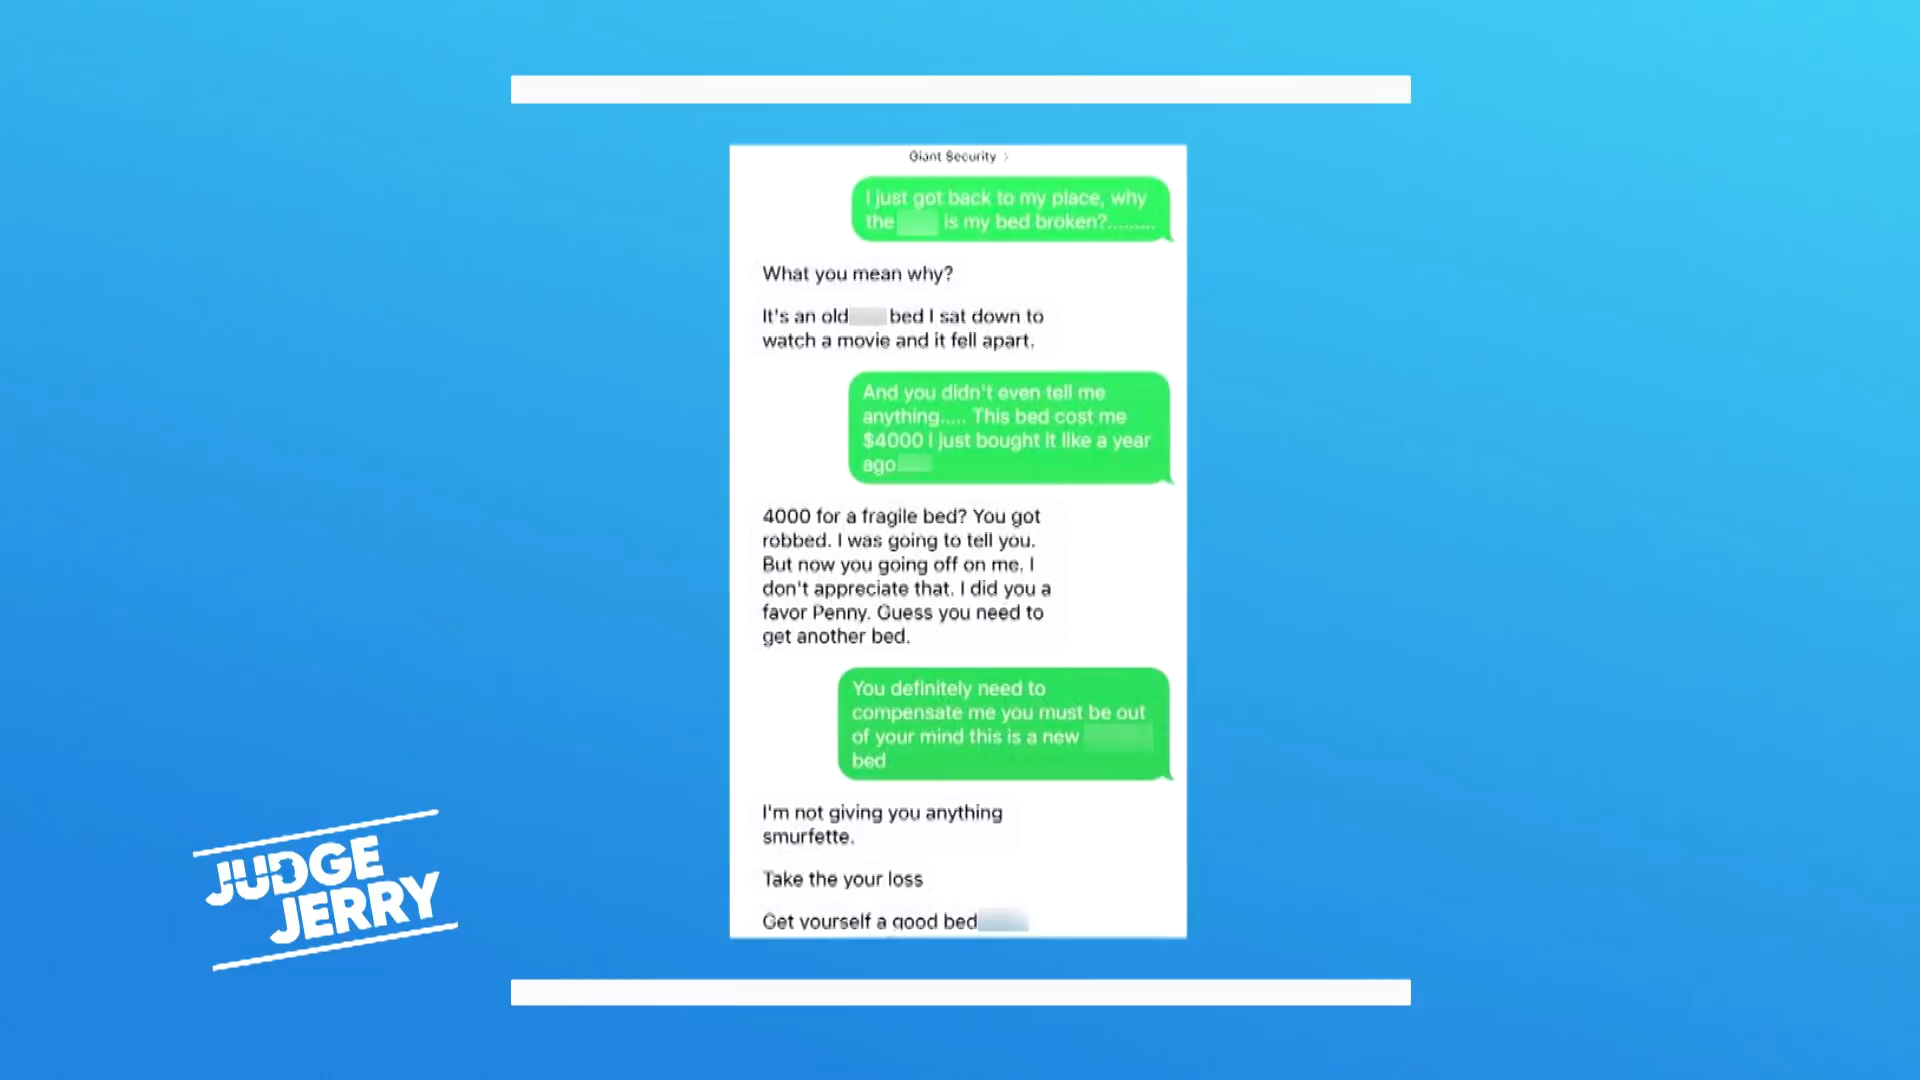 Giant Security >
I just got back to my place, why
the is my bed broken?.........
What you mean why?
It's an old bed I sat down to
watch a movie and it fell apart.
And you didn't even tell me
anything..... This bed cost me
$4000 I just bought it like a year
ago
4000 for a fragile bed? You got
robbed. I was going to tell you.
But now you going off on me. I
don't appreciate that. I did you a
favor Penny. Guess you need to
get another bed.
You definitely need to
compensate me you must be out
of your mind this is a new
bed
I'm not giving you anything
smurfette.
Take the your loss
Get yourself a good bed
JUDGE
JERRY